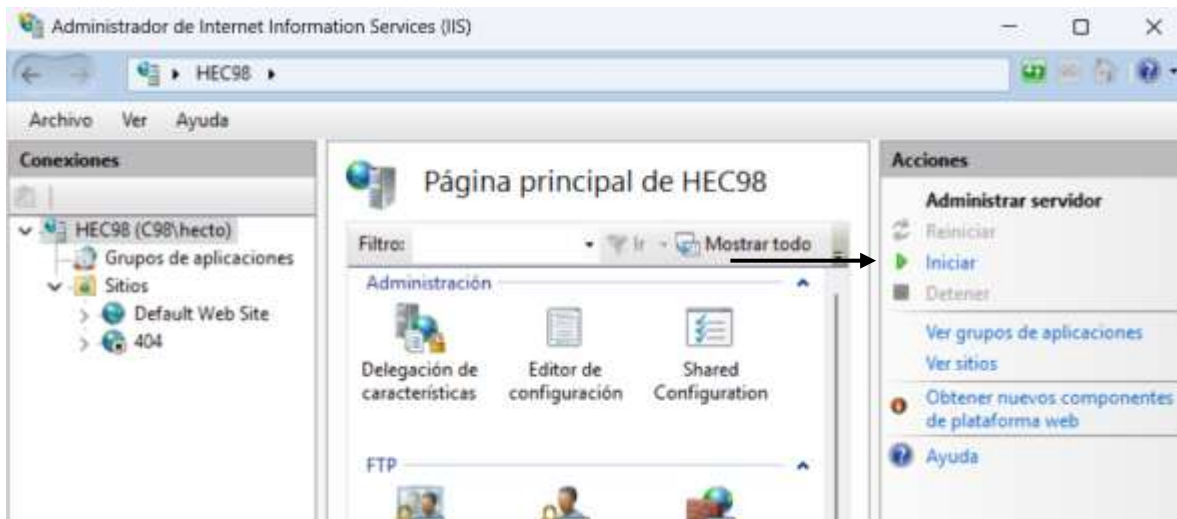 Administrador de Internet Information Services (IIS)
HEC98
Archivo Ver Ayuda
Conexiones
HEC98 (C98\hecto)
Grupos de aplicaciones
Sitios
Default Web Site
404
Página principal de HEC98
Filtro: Ir Mostrar todo
Administración
Delegación de características
Editor de configuración
Shared Configuration
FTP
Acciones
Administrar servidor
Reiniciar
Iniciar
Detener
Ver grupos de aplicaciones
Ver sitios
Obtener nuevos componentes
de plataforma web
Ayuda